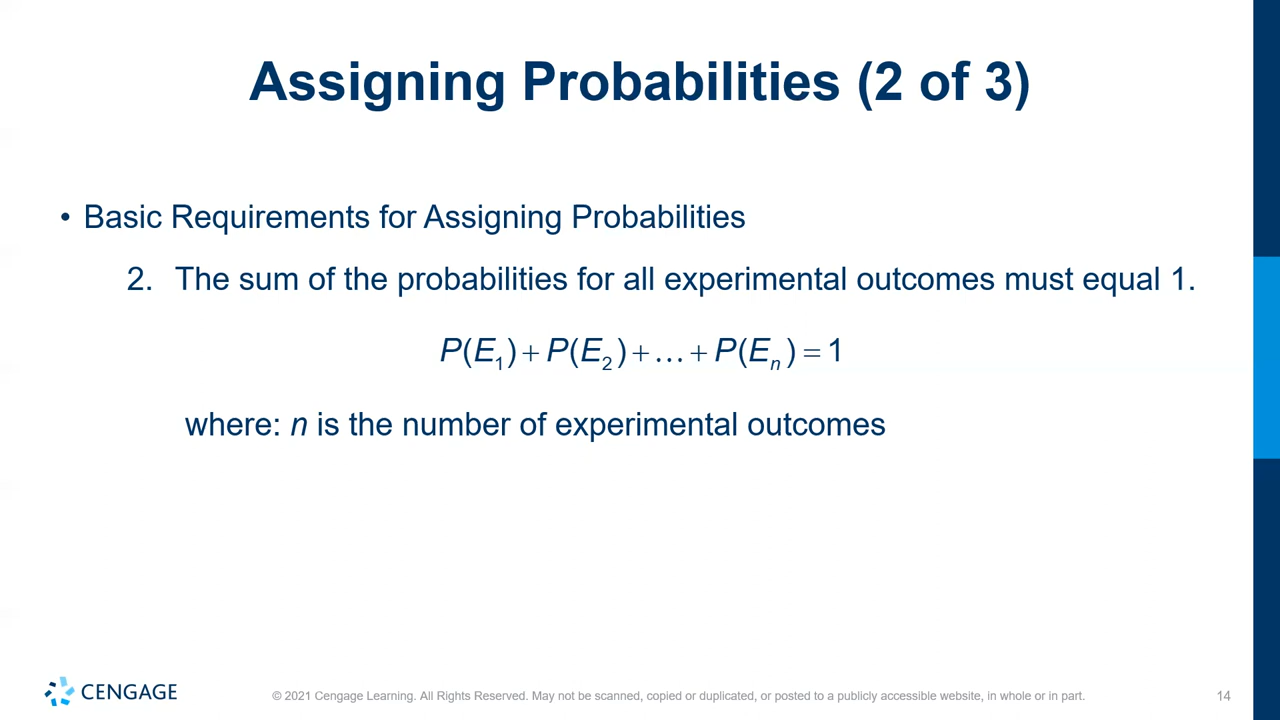 Assigning Probabilities (2 of 3)
• Basic Requirements for Assigning Probabilities
2. The sum of the probabilities for all experimental outcomes must equal 1.
P(E₁) + P(E₂) + … + P(Eₙ) = 1
where: n is the number of experimental outcomes
CENGAGE
© 2021 Cengage Learning. All Rights Reserved. May not be scanned, copied or duplicated, or posted to a publicly accessible website, in whole or in part.
14